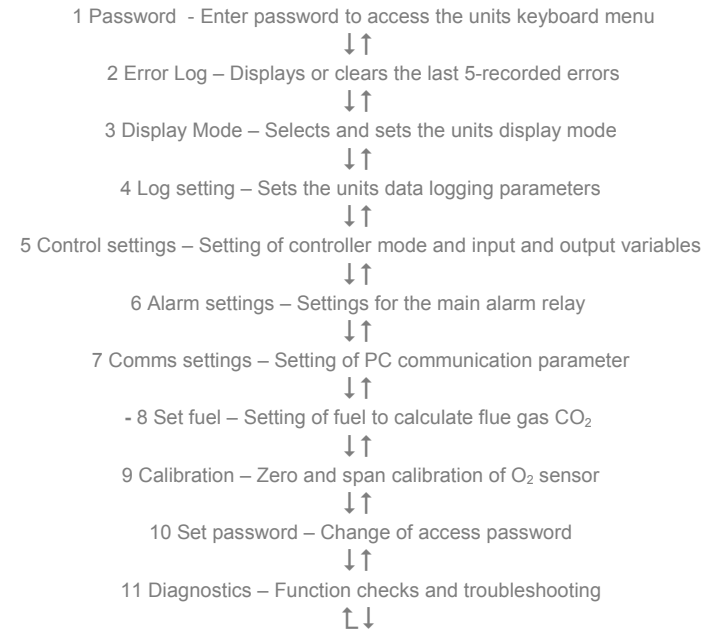 1 Password - Enter password to access the units keyboard menu
↓↑
2 Error Log – Displays or clears the last 5-recorded errors
↓↑
3 Display Mode – Selects and sets the units display mode
↓↑
4 Log setting – Sets the units data logging parameters
↓↑
5 Control settings – Setting of controller mode and input and output variables
↓↑
6 Alarm settings – Settings for the main alarm relay
↓↑
7 Comms settings – Setting of PC communication parameter
↓↑
- 8 Set fuel – Setting of fuel to calculate flue gas CO₂
↓↑
9 Calibration – Zero and span calibration of O₂ sensor
↓↑
10 Set password – Change of access password
↓↑
11 Diagnostics – Function checks and troubleshooting
↑↓